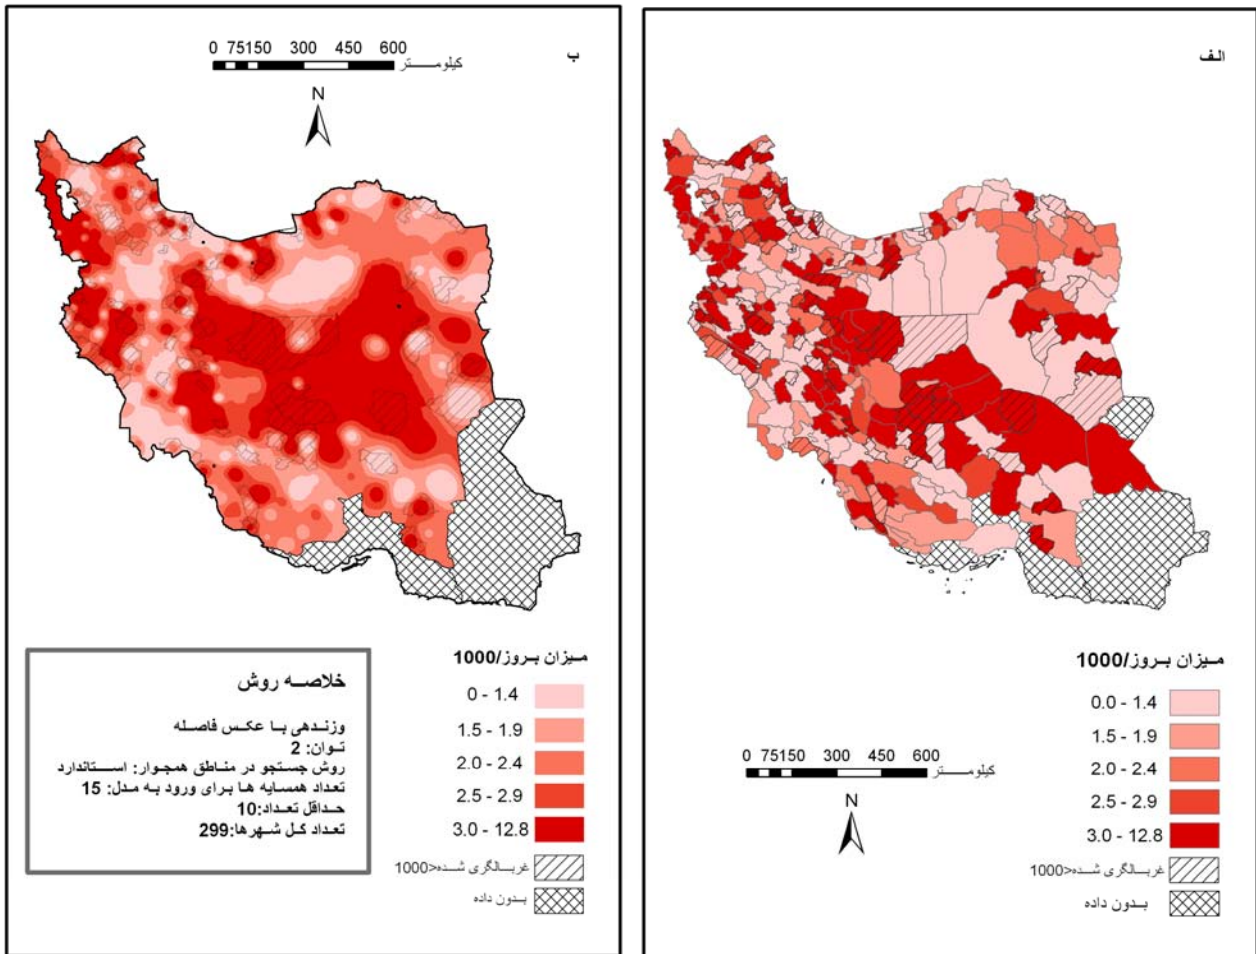 الف
میزان بروز/1000
0.0 - 1.4
1.5 - 1.9
2.0 - 2.4
2.5 - 2.9
3.0 - 12.8
غربالگری شده<1000
بدون داده
0 75150 300 450 600
کیلومتر
N
ب
0 75150 300 450 600
کیلومتر
N
میزان بروز/1000
0 - 1.4
1.5 - 1.9
2.0 - 2.4
2.5 - 2.9
3.0 - 12.8
غربالگری شده<1000
بدون داده
خلاصه روش
وزندهی با عکس فاصله
توان: 2
روش جستجو در مناطق همجوار: استاندارد
تعداد همسایه ها برای ورود به مدل: 15
حداقل تعداد:10
تعداد کل شهرها:299